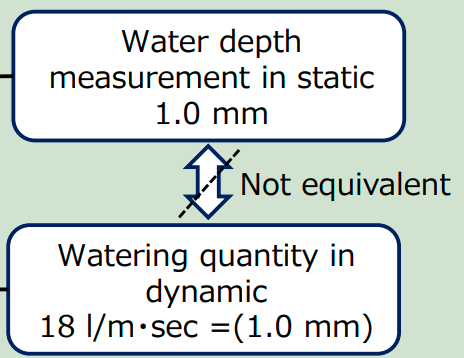 Water depth
measurement in static
1.0 mm
Not equivalent
Watering quantity in
dynamic
18 l/m･sec =(1.0 mm)